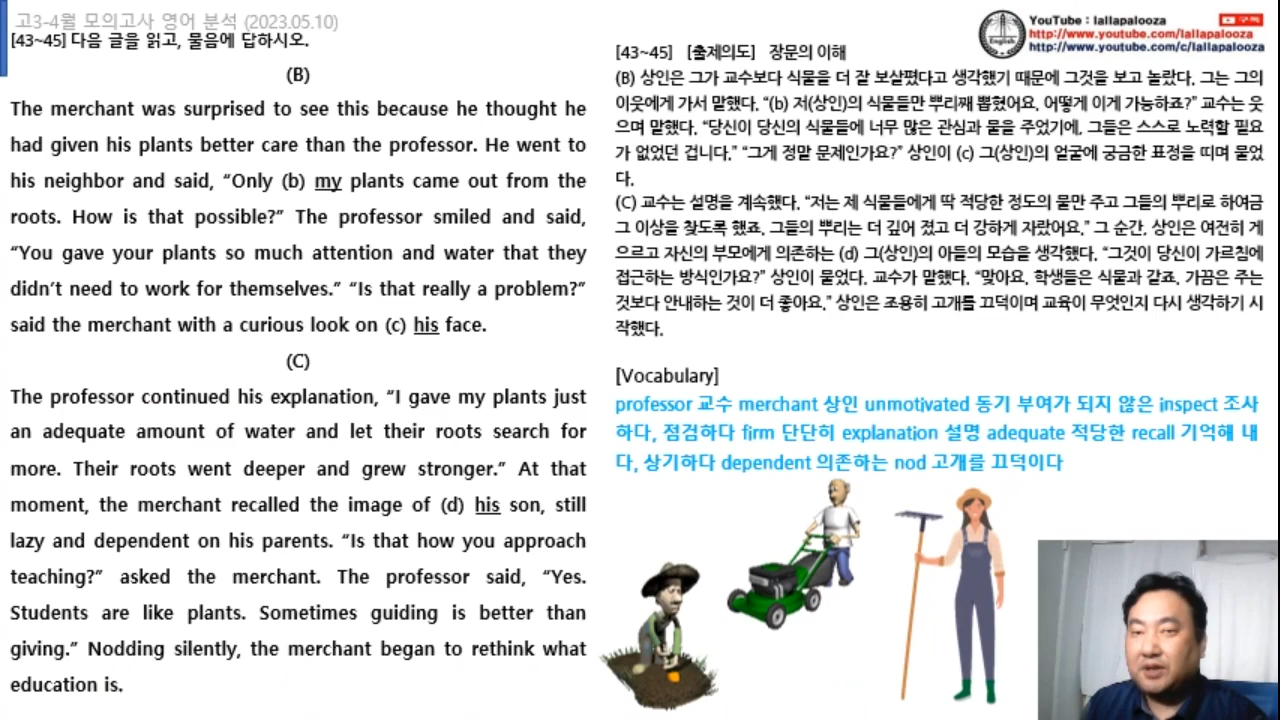 고3-4월 모의고사 영어 분석 (2023.05.10)
[43~45] 다음 글을 읽고, 물음에 답하시오.
(B)
The merchant was surprised to see this because he thought he
had given his plants better care than the professor. He went to
his neighbor and said, “Only (b) my plants came out from the
roots. How is that possible?” The professor smiled and said,
“You gave your plants so much attention and water that they
didn’t need to work for themselves.” “Is that really a problem?”
said the merchant with a curious look on (c) his face.
(C)
The professor continued his explanation, “I gave my plants just
an adequate amount of water and let their roots search for
more. Their roots went deeper and grew stronger.” At that
moment, the merchant recalled the image of (d) his son, still
lazy and dependent on his parents. “Is that how you approach
teaching?” asked the merchant. The professor said, “Yes.
Students are like plants. Sometimes guiding is better than
giving.” Nodding silently, the merchant began to rethink what
education is.
YouTube : lallapalooza
구독
http://www.youtube.com/lallapalooza
http://www.youtube.com/c/lallapalooza
English
[43~45] [출제의도] 장문의 이해
(B) 상인은 그가 교수보다 식물을 더 잘 보살폈다고 생각했기 때문에 그것을 보고 놀랐다. 그는 그의
이웃에게 가서 말했다. “(b) 저(상인)의 식물들만 뿌리째 뽑혔어요. 어떻게 이게 가능하죠?” 교수는 웃
으며 말했다. “당신이 당신의 식물들에 너무 많은 관심과 물을 주었기에, 그들은 스스로 노력할 필요
가 없었던 겁니다.” “그게 정말 문제인가요?” 상인이 (c) 그(상인)의 얼굴에 궁금한 표정을 띠며 물었
다.
(C) 교수는 설명을 계속했다. “저는 제 식물들에게 딱 적당한 정도의 물만 주고 그들의 뿌리로 하여금
그 이상을 찾도록 했죠. 그들의 뿌리는 더 깊어 졌고 더 강하게 자랐어요.” 그 순간, 상인은 여전히 게
으르고 자신의 부모에게 의존하는 (d) 그(상인)의 아들의 모습을 생각했다. “그것이 당신이 가르침에
접근하는 방식인가요?” 상인이 물었다. 교수가 말했다. “맞아요. 학생들은 식물과 같죠. 가끔은 주는
것보다 안내하는 것이 더 좋아요.” 상인은 조용히 고개를 끄덕이며 교육이 무엇인지 다시 생각하기 시
작했다.
[Vocabulary]
professor 교수 merchant 상인 unmotivated 동기 부여가 되지 않은 inspect 조사
하다, 점검하다 firm 단단히 explanation 설명 adequate 적당한 recall 기억해 내
다, 상기하다 dependent 의존하는 nod 고개를 끄덕이다